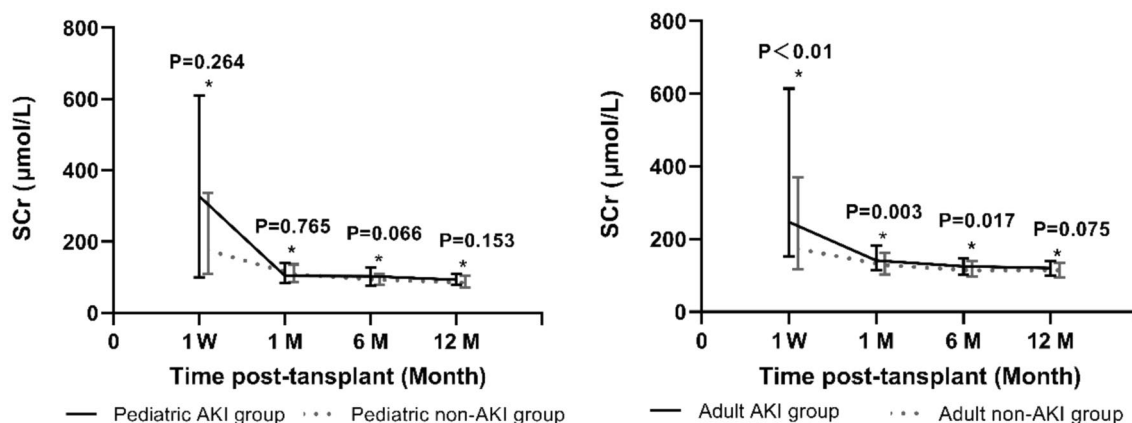 800
600
400
200
0
SCr (μmol/L)
P=0.264
*
P=0.765
*
P=0.066
*
P=0.153
*
0 1 W 1 M 6 M 12 M
Time post-tansplant (Month)
Pediatric AKI group Pediatric non-AKI group
800
600
400
200
0
SCr (μmol/L)
P<0.01
*
P=0.003
*
P=0.017
*
P=0.075
*
0 1 W 1 M 6 M 12 M
Time post-tansplant (Month)
Adult AKI group Adult non-AKI group